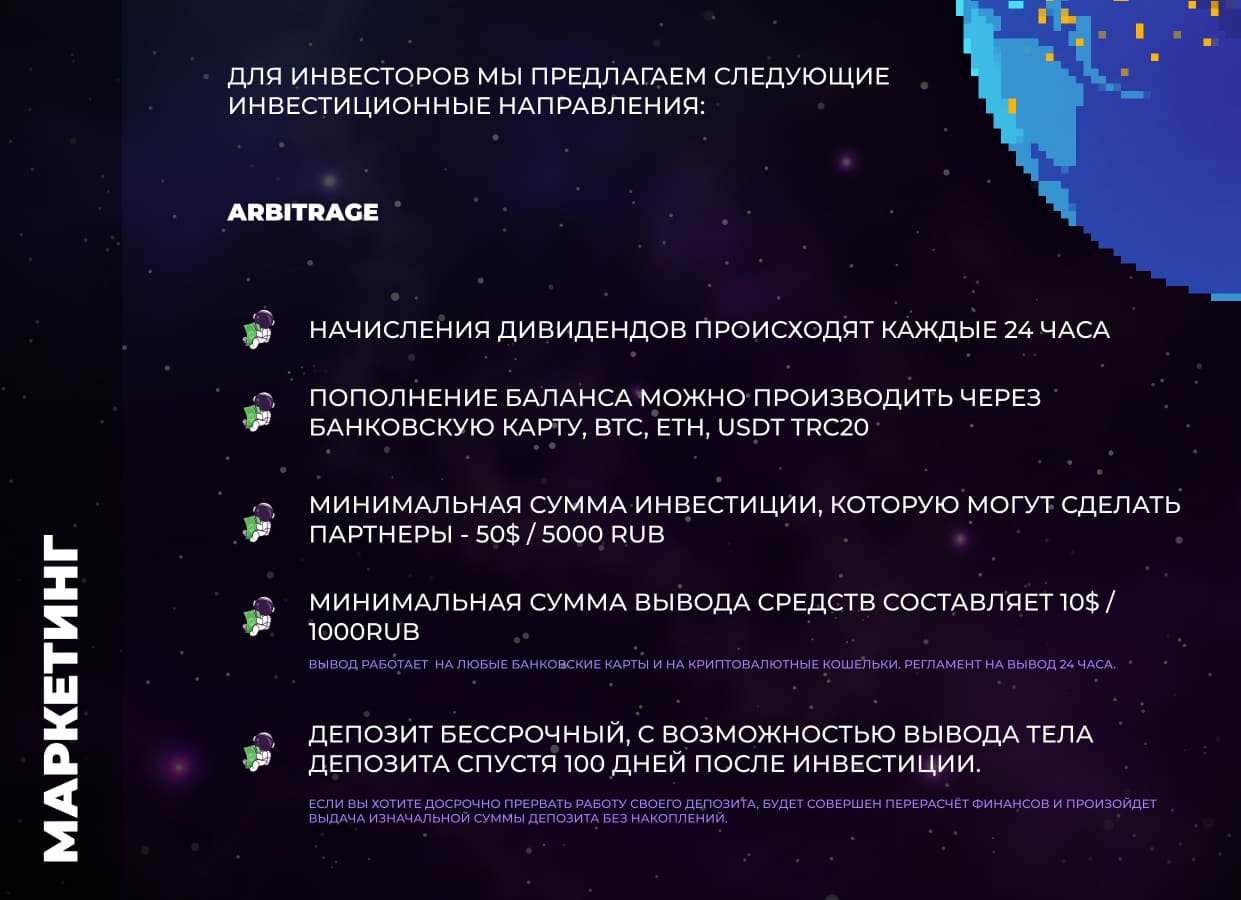 ДЛЯ ИНВЕСТОРОВ МЫ ПРЕДЛАГАЕМ СЛЕДУЮЩИЕ
ИНВЕСТИЦИОННЫЕ НАПРАВЛЕНИЯ:
ARBITRAGE
НАЧИСЛЕНИЯ ДИВИДЕНДОВ ПРОИСХОДЯТ КАЖДЫЕ 24 ЧАСА
ПОПОЛНЕНИЕ БАЛАНСА МОЖНО ПРОИЗВОДИТЬ ЧЕРЕЗ
БАНКОВСКУЮ КАРТУ, BTC, ETH, USDT TRC20
МИНИМАЛЬНАЯ СУММА ИНВЕСТИЦИИ, КОТОРУЮ МОГУТ СДЕЛАТЬ
ПАРТНЕРЫ - 50$ / 5000 RUB
МИНИМАЛЬНАЯ СУММА ВЫВОДА СРЕДСТВ СОСТАВЛЯЕТ 10$ /
1000RUB
ВЫВОД РАБОТАЕТ  НА ЛЮБЫЕ БАНКОВСКИЕ КАРТЫ И НА КРИПТОВАЛЮТНЫЕ КОШЕЛЬКИ. РЕГЛАМЕНТ НА ВЫВОД 24 ЧАСА.
ДЕПОЗИТ БЕССРОЧНЫЙ, С ВОЗМОЖНОСТЬЮ ВЫВОДА ТЕЛА
ДЕПОЗИТА СПУСТЯ 100 ДНЕЙ ПОСЛЕ ИНВЕСТИЦИИ.
ЕСЛИ ВЫ ХОТИТЕ ДОСРОЧНО ПРЕРВАТЬ РАБОТУ СВОЕГО ДЕПОЗИТА, БУДЕТ СОВЕРШЕН ПЕРЕРАСЧЁТ ФИНАНСОВ И ПРОИЗОЙДЕТ
ВЫДАЧА ИЗНАЧАЛЬНОЙ СУММЫ ДЕПОЗИТА БЕЗ НАКОПЛЕНИЙ.
МАРКЕТИНГ